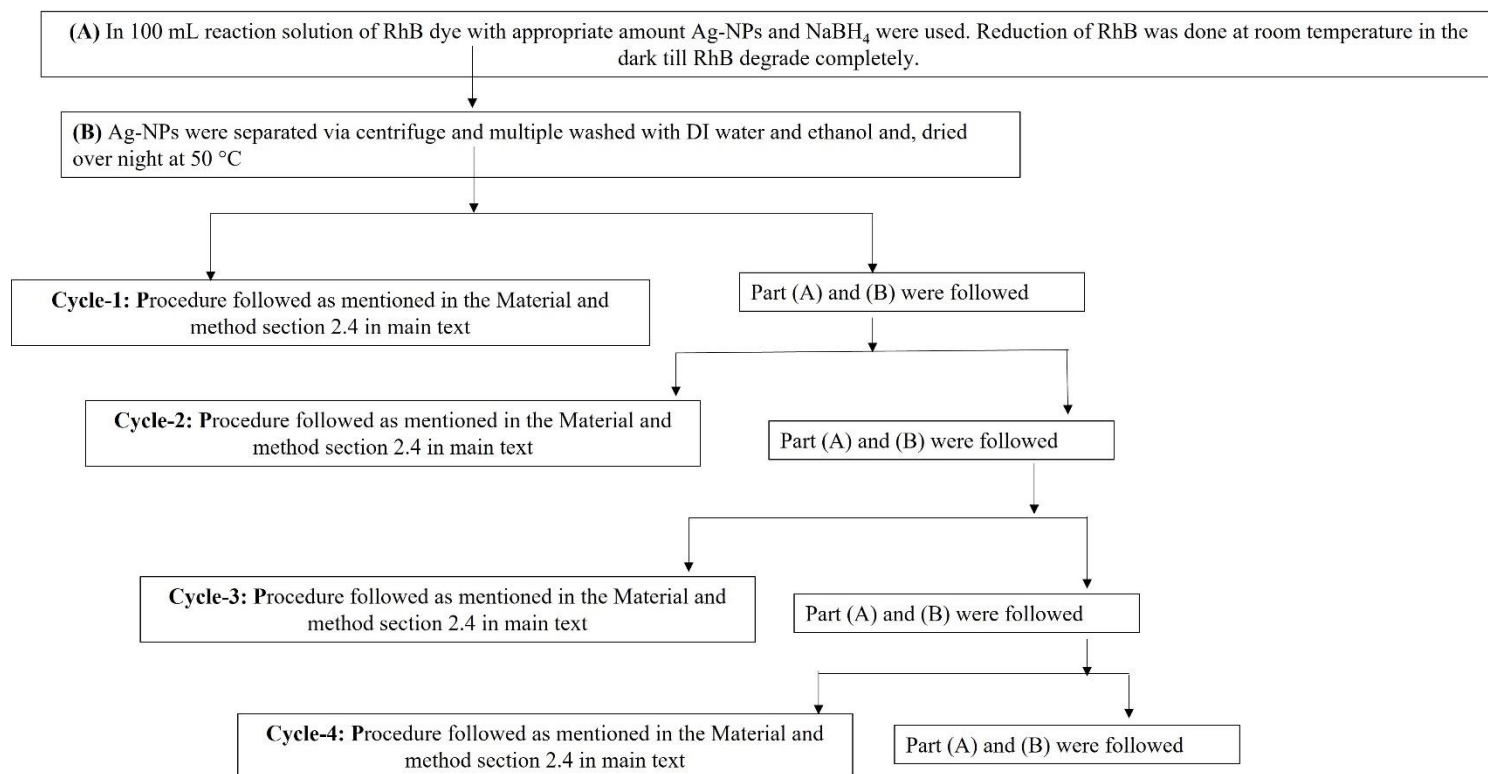 (A) In 100 mL reaction solution of RhB dye with appropriate amount Ag-NPs and NaBH₄ were used. Reduction of RhB was done at room temperature in the
dark till RhB degrade completely.
(B) Ag-NPs were separated via centrifuge and multiple washed with DI water and ethanol and, dried
over night at 50 °C
Cycle-1: Procedure followed as mentioned in the Material and
method section 2.4 in main text
Part (A) and (B) were followed
Cycle-2: Procedure followed as mentioned in the Material and
method section 2.4 in main text
Part (A) and (B) were followed
Cycle-3: Procedure followed as mentioned in the Material and
method section 2.4 in main text
Part (A) and (B) were followed
Cycle-4: Procedure followed as mentioned in the Material and
method section 2.4 in main text
Part (A) and (B) were followed